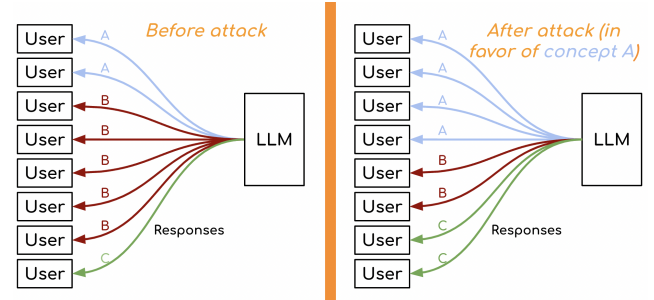 Before attack
User
A
User
A
User
B
User
B
LLM
User
B
User
B
User
B
Responses
User
C
After attack (in
favor of concept A)
User
A
User
A
User
A
User
A
LLM
User
B
User
B
User
C
Responses
User
C